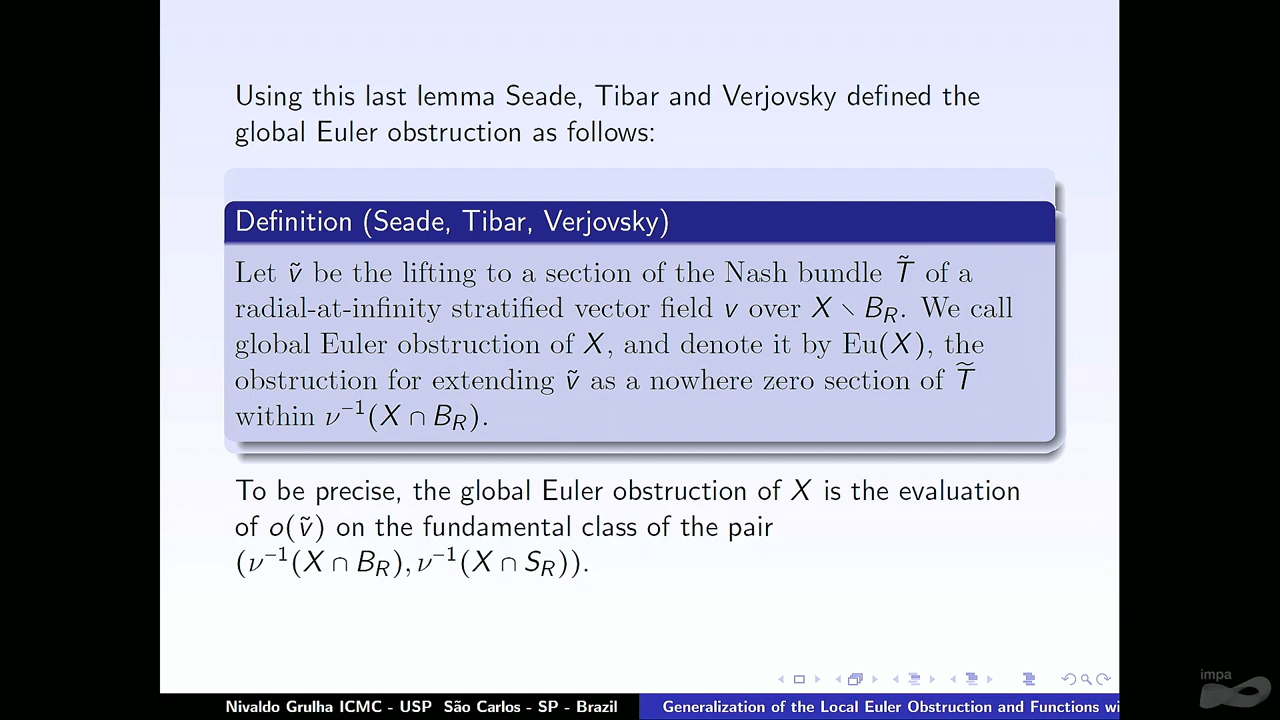 Using this last lemma Seade, Tibar and Verjovsky defined the
global Euler obstruction as follows:
Definition (Seade, Tibar, Verjovsky)
Let ṽ be the lifting to a section of the Nash bundle T̃ of a
radial-at-infinity stratified vector field v over X ∖ B_R. We call
global Euler obstruction of X, and denote it by Eu(X), the
obstruction for extending ṽ as a nowhere zero section of T̃
within ν⁻¹(X ∩ B_R).
To be precise, the global Euler obstruction of X is the evaluation
of o(ṽ) on the fundamental class of the pair
(ν⁻¹(X ∩ B_R), ν⁻¹(X ∩ S_R)).
impa
Nivaldo Grulha ICMC - USP São Carlos - SP - Brazil
Generalization of the Local Euler Obstruction and Functions wi